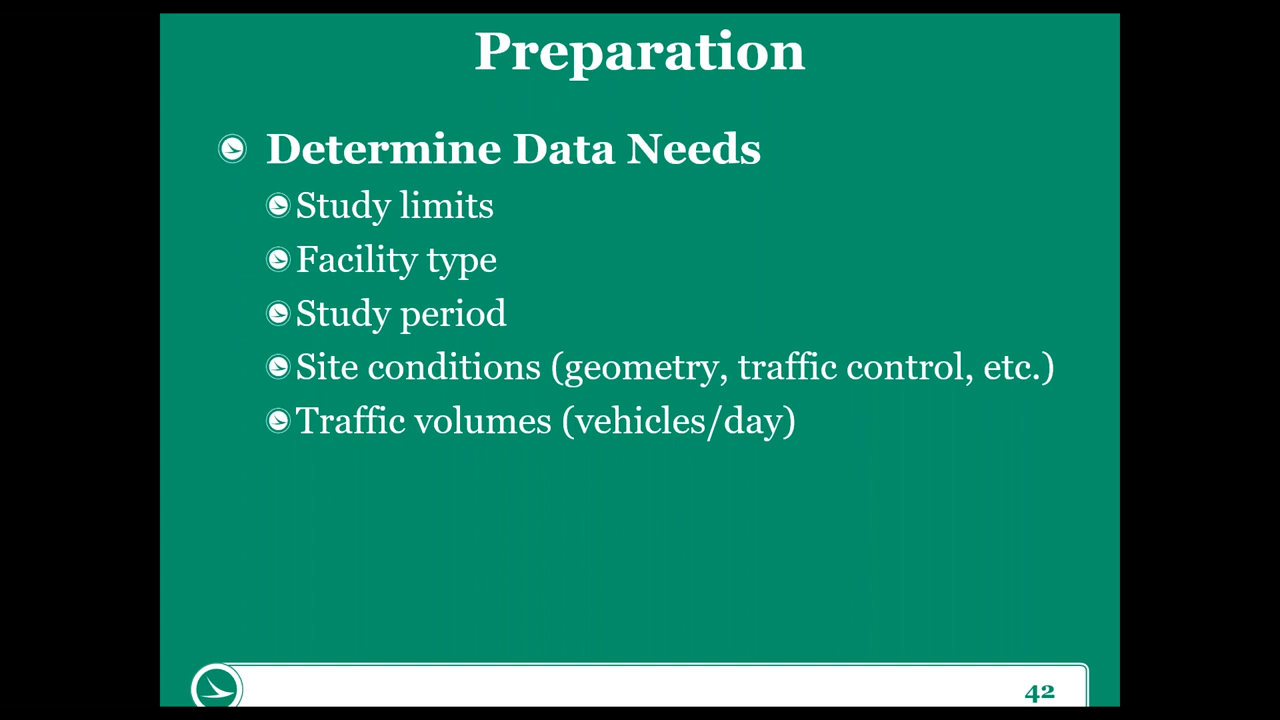 Preparation
Determine Data Needs
Study limits
Facility type
Study period
Site conditions (geometry, traffic control, etc.)
Traffic volumes (vehicles/day)
42